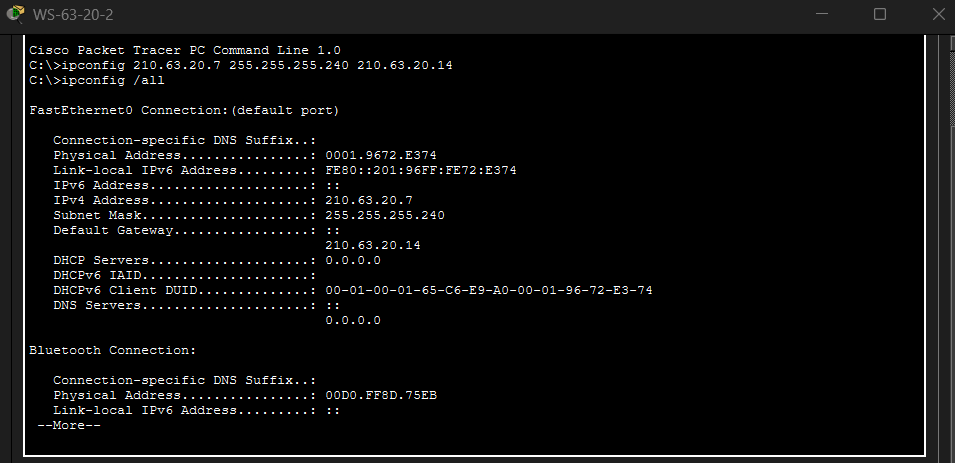 WS-63-20-2
Cisco Packet Tracer PC Command Line 1.0
C:\>ipconfig 210.63.20.7 255.255.255.240 210.63.20.14
C:\>ipconfig /all
FastEthernet0 Connection:(default port)
Connection-specific DNS Suffix..:
Physical Address................: 0001.9672.E374
Link-local IPv6 Address.........: FE80::201:96FF:FE72:E374
IPv6 Address....................: ::
IPv4 Address....................: 210.63.20.7
Subnet Mask.....................: 255.255.255.240
Default Gateway.................: ::
210.63.20.14
DHCP Servers....................: 0.0.0.0
DHCPv6 IAID.....................:
DHCPv6 Client DUID..............: 00-01-00-01-65-C6-E9-A0-00-01-96-72-E3-74
DNS Servers.....................: ::
0.0.0.0
Bluetooth Connection:
Connection-specific DNS Suffix..:
Physical Address................: 00D0.FF8D.75EB
Link-local IPv6 Address.........: ::
--More--